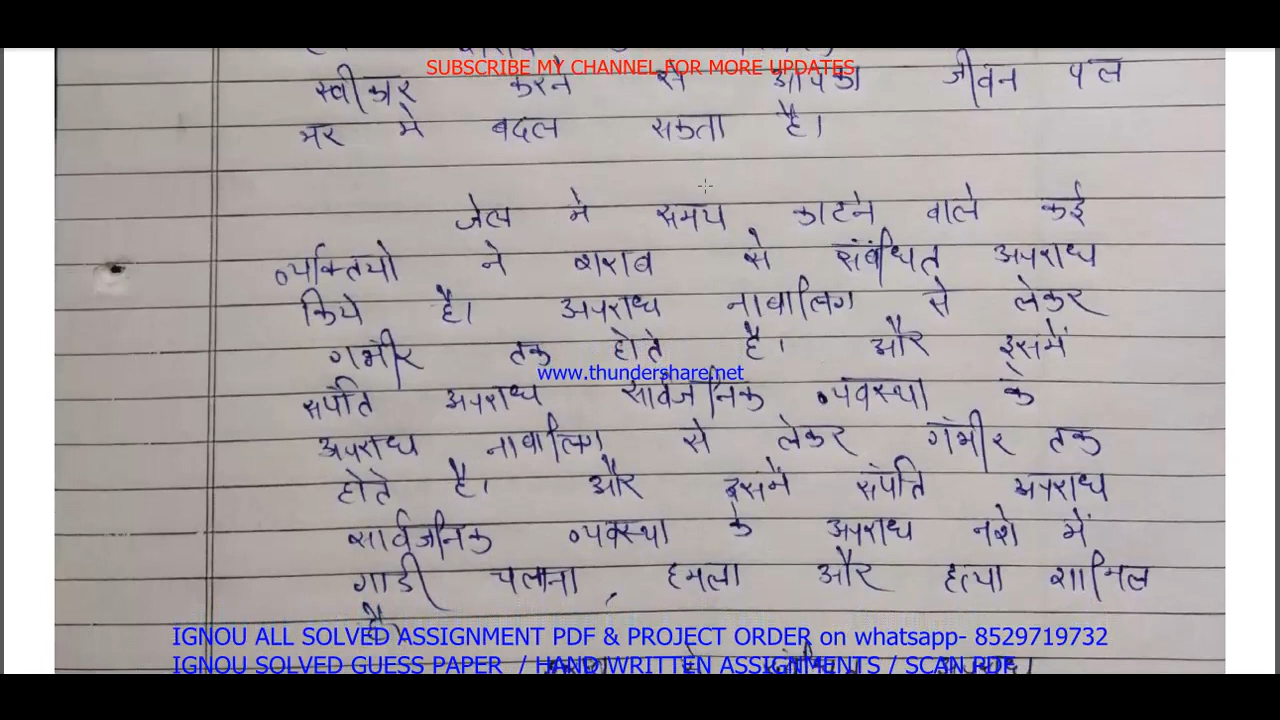 SUBSCRIBE MY CHANNEL FOR MORE UPDATES
स्वीकार करने से आपका जीवन पल
भर मे बदल सकता है।
जेल मे समय काटने वाले कई
व्यक्तियो ने शराब से संबंधित अपराध
किये है। अपराध नाबालिग से लेकर
गंभीर तक होते है। और इसमें
www.thundershare.net
संपति अपराध सार्वजनिक व्यवस्था के
अपराध नाबालिग से लेकर गंभीर तक
होते है। और इसमें संपति अपराध
सार्वजनिक व्यवस्था के अपराध नशे में
गाडी चलाना, हमला और हत्या शामिल
है
IGNOU ALL SOLVED ASSIGNMENT PDF & PROJECT ORDER on whatsapp- 8529719732
IGNOU SOLVED GUESS PAPER / HAND WRITTEN ASSIGNMENTS / SCAN PDF